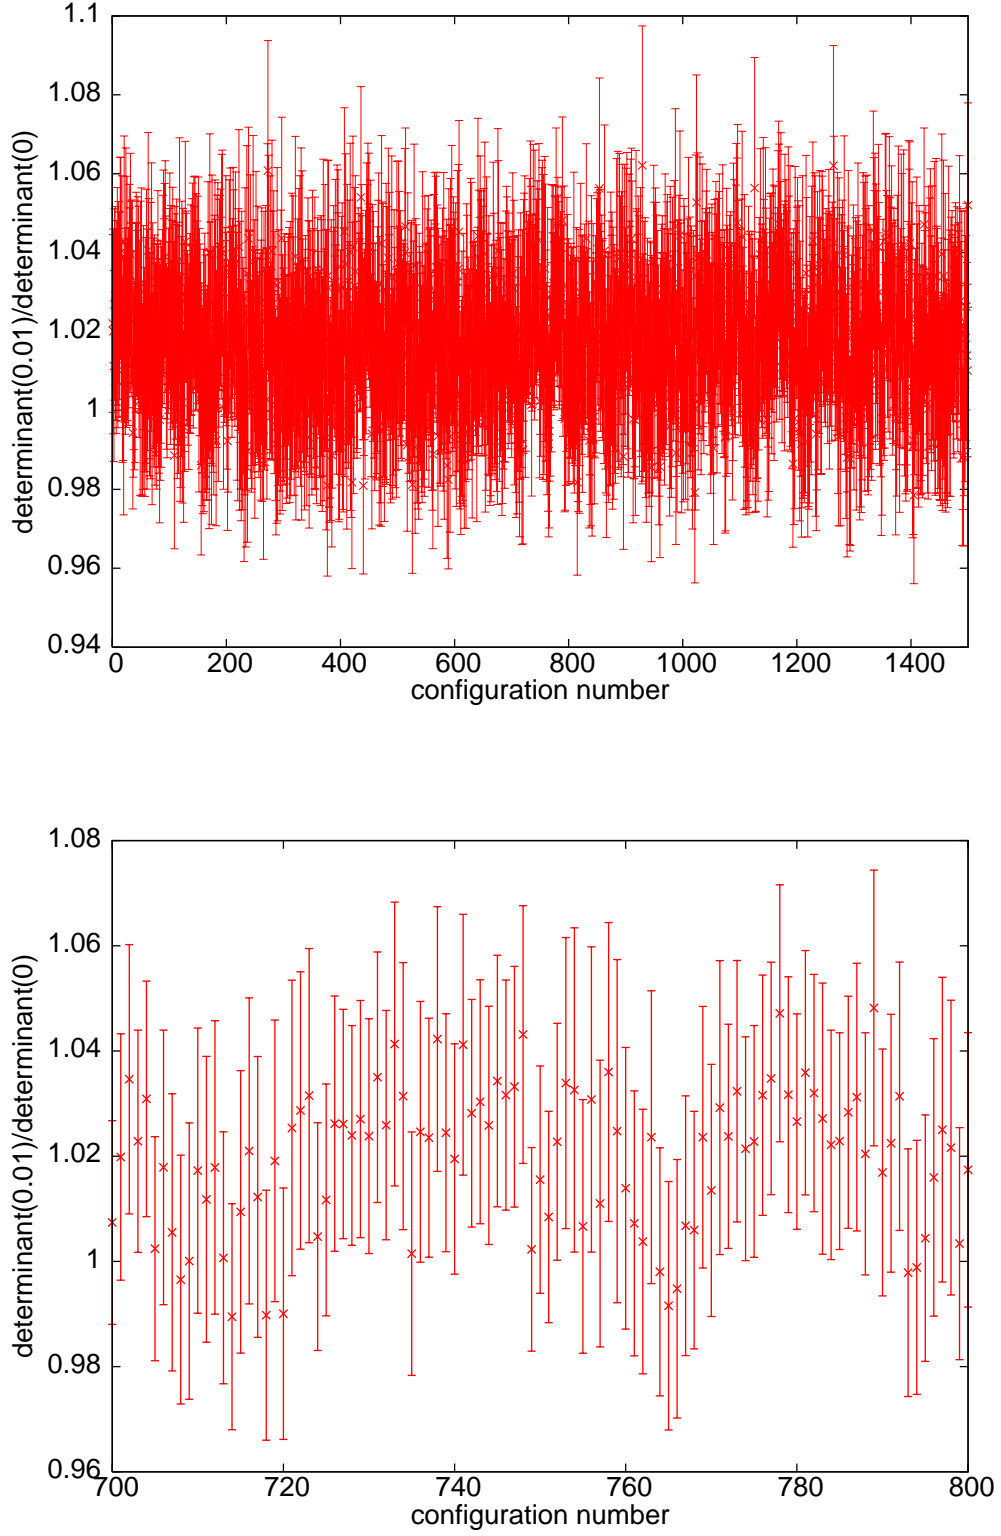 1.1
1.08
1.06
1.04
1.02
1
0.98
0.96
0.94
determinant(0.01)/determinant(0)
0 200 400 600 800 1000 1200 1400
configuration number
1.08
1.06
1.04
1.02
1
0.98
0.96
determinant(0.01)/determinant(0)
700 720 740 760 780 800
configuration number